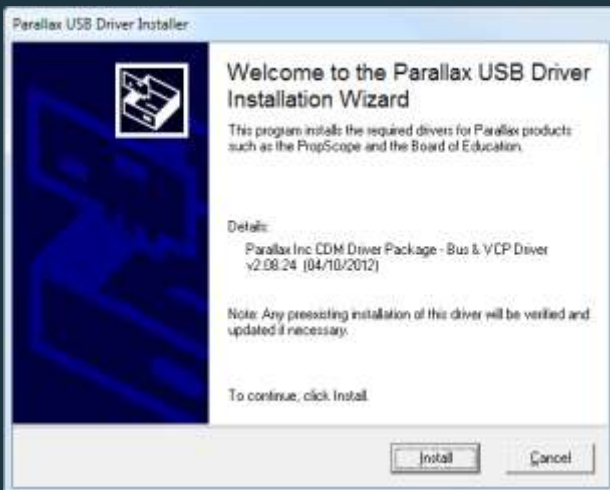 Parallax USB Driver Installer
Welcome to the Parallax USB Driver
Installation Wizard
This program installs the required drivers for Parallax products
such as the PropScope and the Board of Education.
Details:
Parallax Inc CDM Driver Package - Bus & VCP Driver
v2.08.24 (04/10/2012)
Note: Any preexisting installation of this driver will be verified and
updated if necessary.
To continue, click Install.
Install Cancel